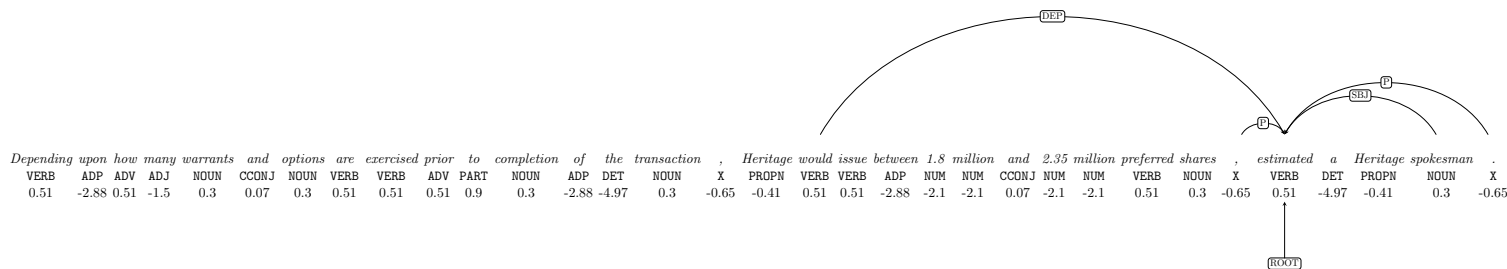 DEP
P
SBJ
P
Depending upon how many warrants and options are exercised prior to completion of the transaction , Heritage would issue between 1.8 million and 2.35 million preferred shares , estimated a Heritage spokesman .
VERB ADP ADV ADJ NOUN CCONJ NOUN VERB VERB ADV PART NOUN ADP DET NOUN X PROPN VERB VERB ADP NUM NUM CCONJ NUM NUM VERB NOUN X VERB DET PROPN NOUN X
0.51 -2.88 0.51 -1.5 0.3 0.07 0.3 0.51 0.51 0.51 0.9 0.3 -2.88 -4.97 0.3 -0.65 -0.41 0.51 0.51 -2.88 -2.1 -2.1 0.07 -2.1 -2.1 0.51 0.3 -0.65 0.51 -4.97 -0.41 0.3 -0.65
ROOT